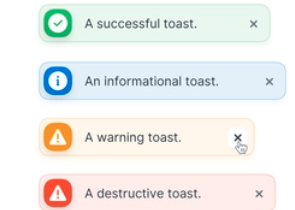 A successful toast.
An informational toast.
A warning toast.
A destructive toast.